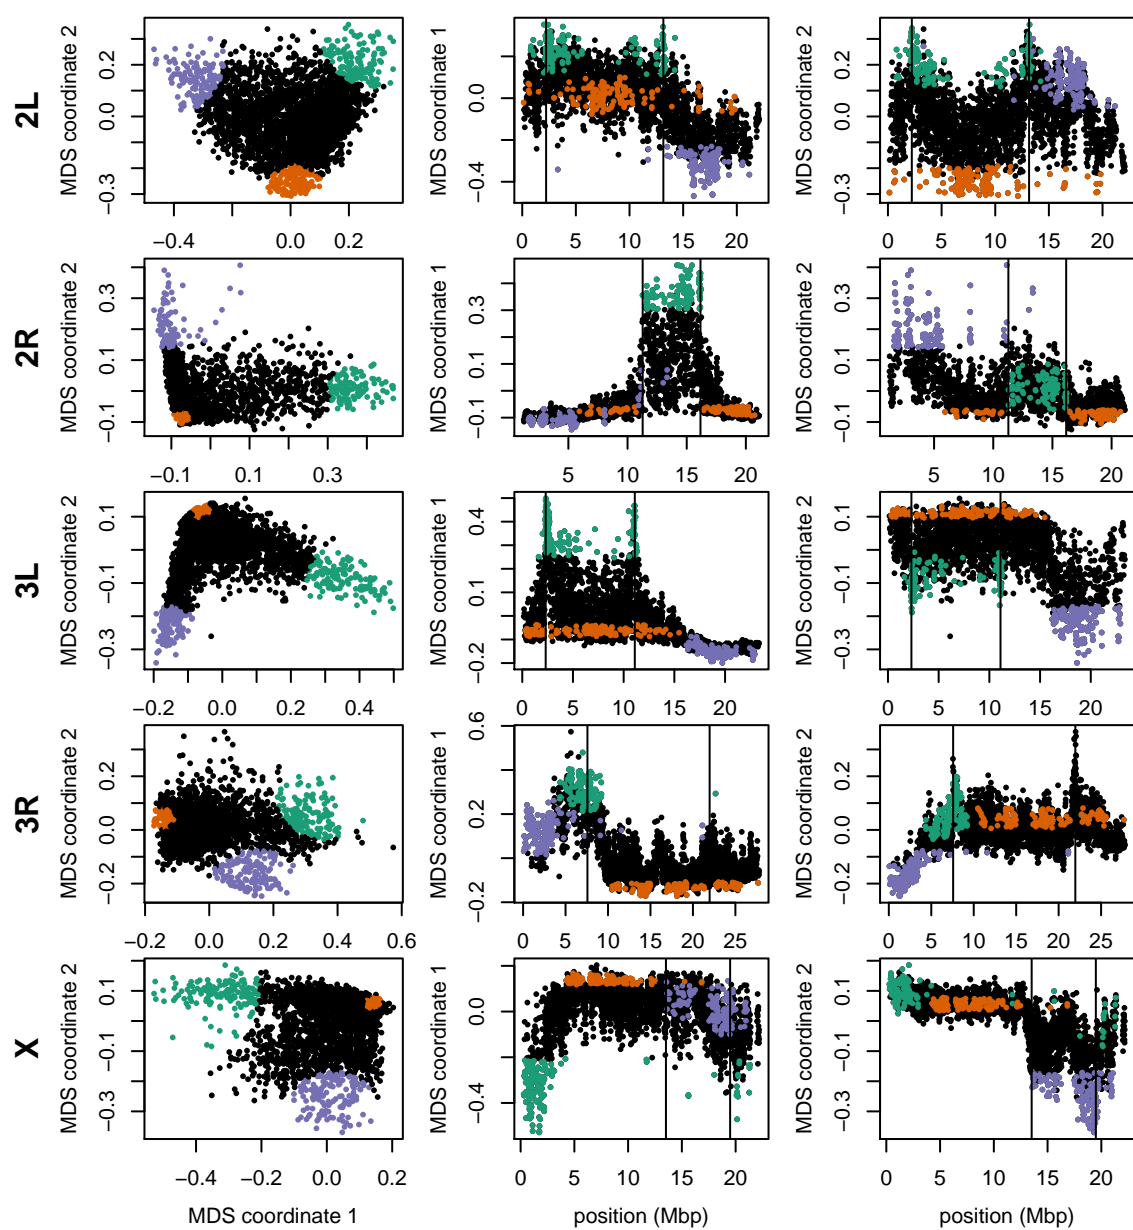 2L
MDS coordinate 2
0.2
0.0
−0.3
−0.4 0.0 0.2
MDS coordinate 1
0.0
−0.4
0 5 10 15 20
MDS coordinate 2
0.2
0.0
−0.3
0 5 10 15 20
2R
MDS coordinate 2
0.3
0.1
−0.1
−0.1 0.1 0.3
MDS coordinate 1
0.3
0.1
−0.1
5 10 15 20
MDS coordinate 2
0.3
0.1
−0.1
5 10 15 20
3L
MDS coordinate 2
0.1
−0.1
−0.3
−0.2 0.0 0.2 0.4
MDS coordinate 1
0.4
0.1
−0.2
0 5 10 15 20
MDS coordinate 2
0.1
−0.1
−0.3
0 5 10 15 20
3R
MDS coordinate 2
0.2
0.0
−0.2
−0.2 0.0 0.2 0.4 0.6
MDS coordinate 1
0.6
0.2
−0.2
0 5 10 15 20 25
MDS coordinate 2
0.2
0.0
−0.2
0 5 10 15 20 25
X
MDS coordinate 2
0.1
−0.1
−0.3
−0.4 −0.2 0.0 0.2
MDS coordinate 1
MDS coordinate 1
0.0
−0.4
0 5 10 15 20
position (Mbp)
MDS coordinate 2
0.1
−0.1
−0.3
0 5 10 15 20
position (Mbp)